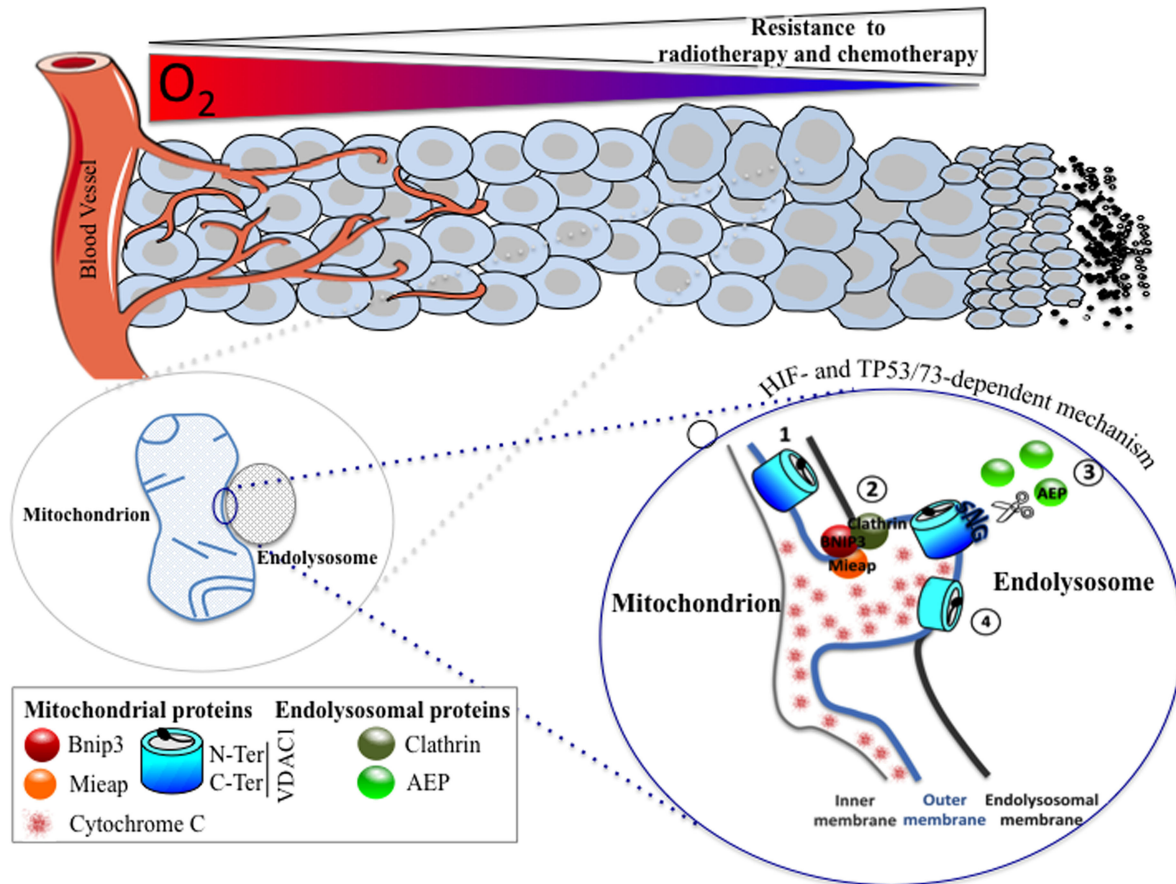 Resistance to
radiotherapy and chemotherapy
O2
Blood Vessel
HIF- and TP53/73-dependent mechanism
1
2
3
AEP
Clathrin
BNIP3
Mieap
sNG
Mitochondrion
Endolysosome
Mitochondrion
Endolysosome
4
Mitochondrial proteins
Endolysosomal proteins
Bnip3
N-Ter
C-Ter
VDAC1
Clathrin
Mieap
AEP
Cytochrome C
Inner
membrane
Outer
membrane
Endolysosomal
membrane